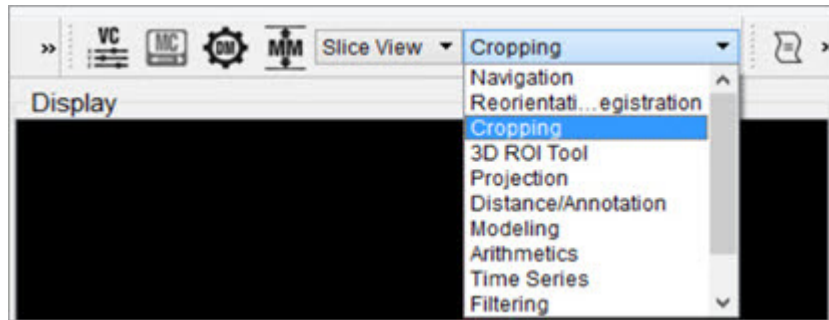 » VC MC DM MM Slice View Cropping »
Display
Navigation
Reorientati...egistration
Cropping
3D ROI Tool
Projection
Distance/Annotation
Modeling
Arithmetics
Time Series
Filtering